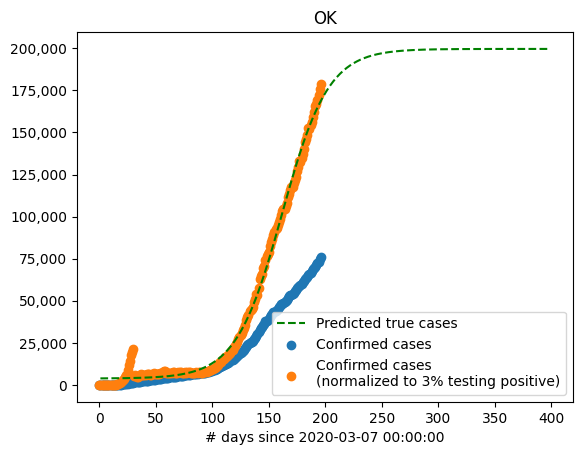 OK
200,000
175,000
150,000
125,000
100,000
75,000
50,000
25,000
0
Predicted true cases
Confirmed cases
Confirmed cases
(normalized to 3% testing positive)
0 50 100 150 200 250 300 350 400
# days since 2020-03-07 00:00:00